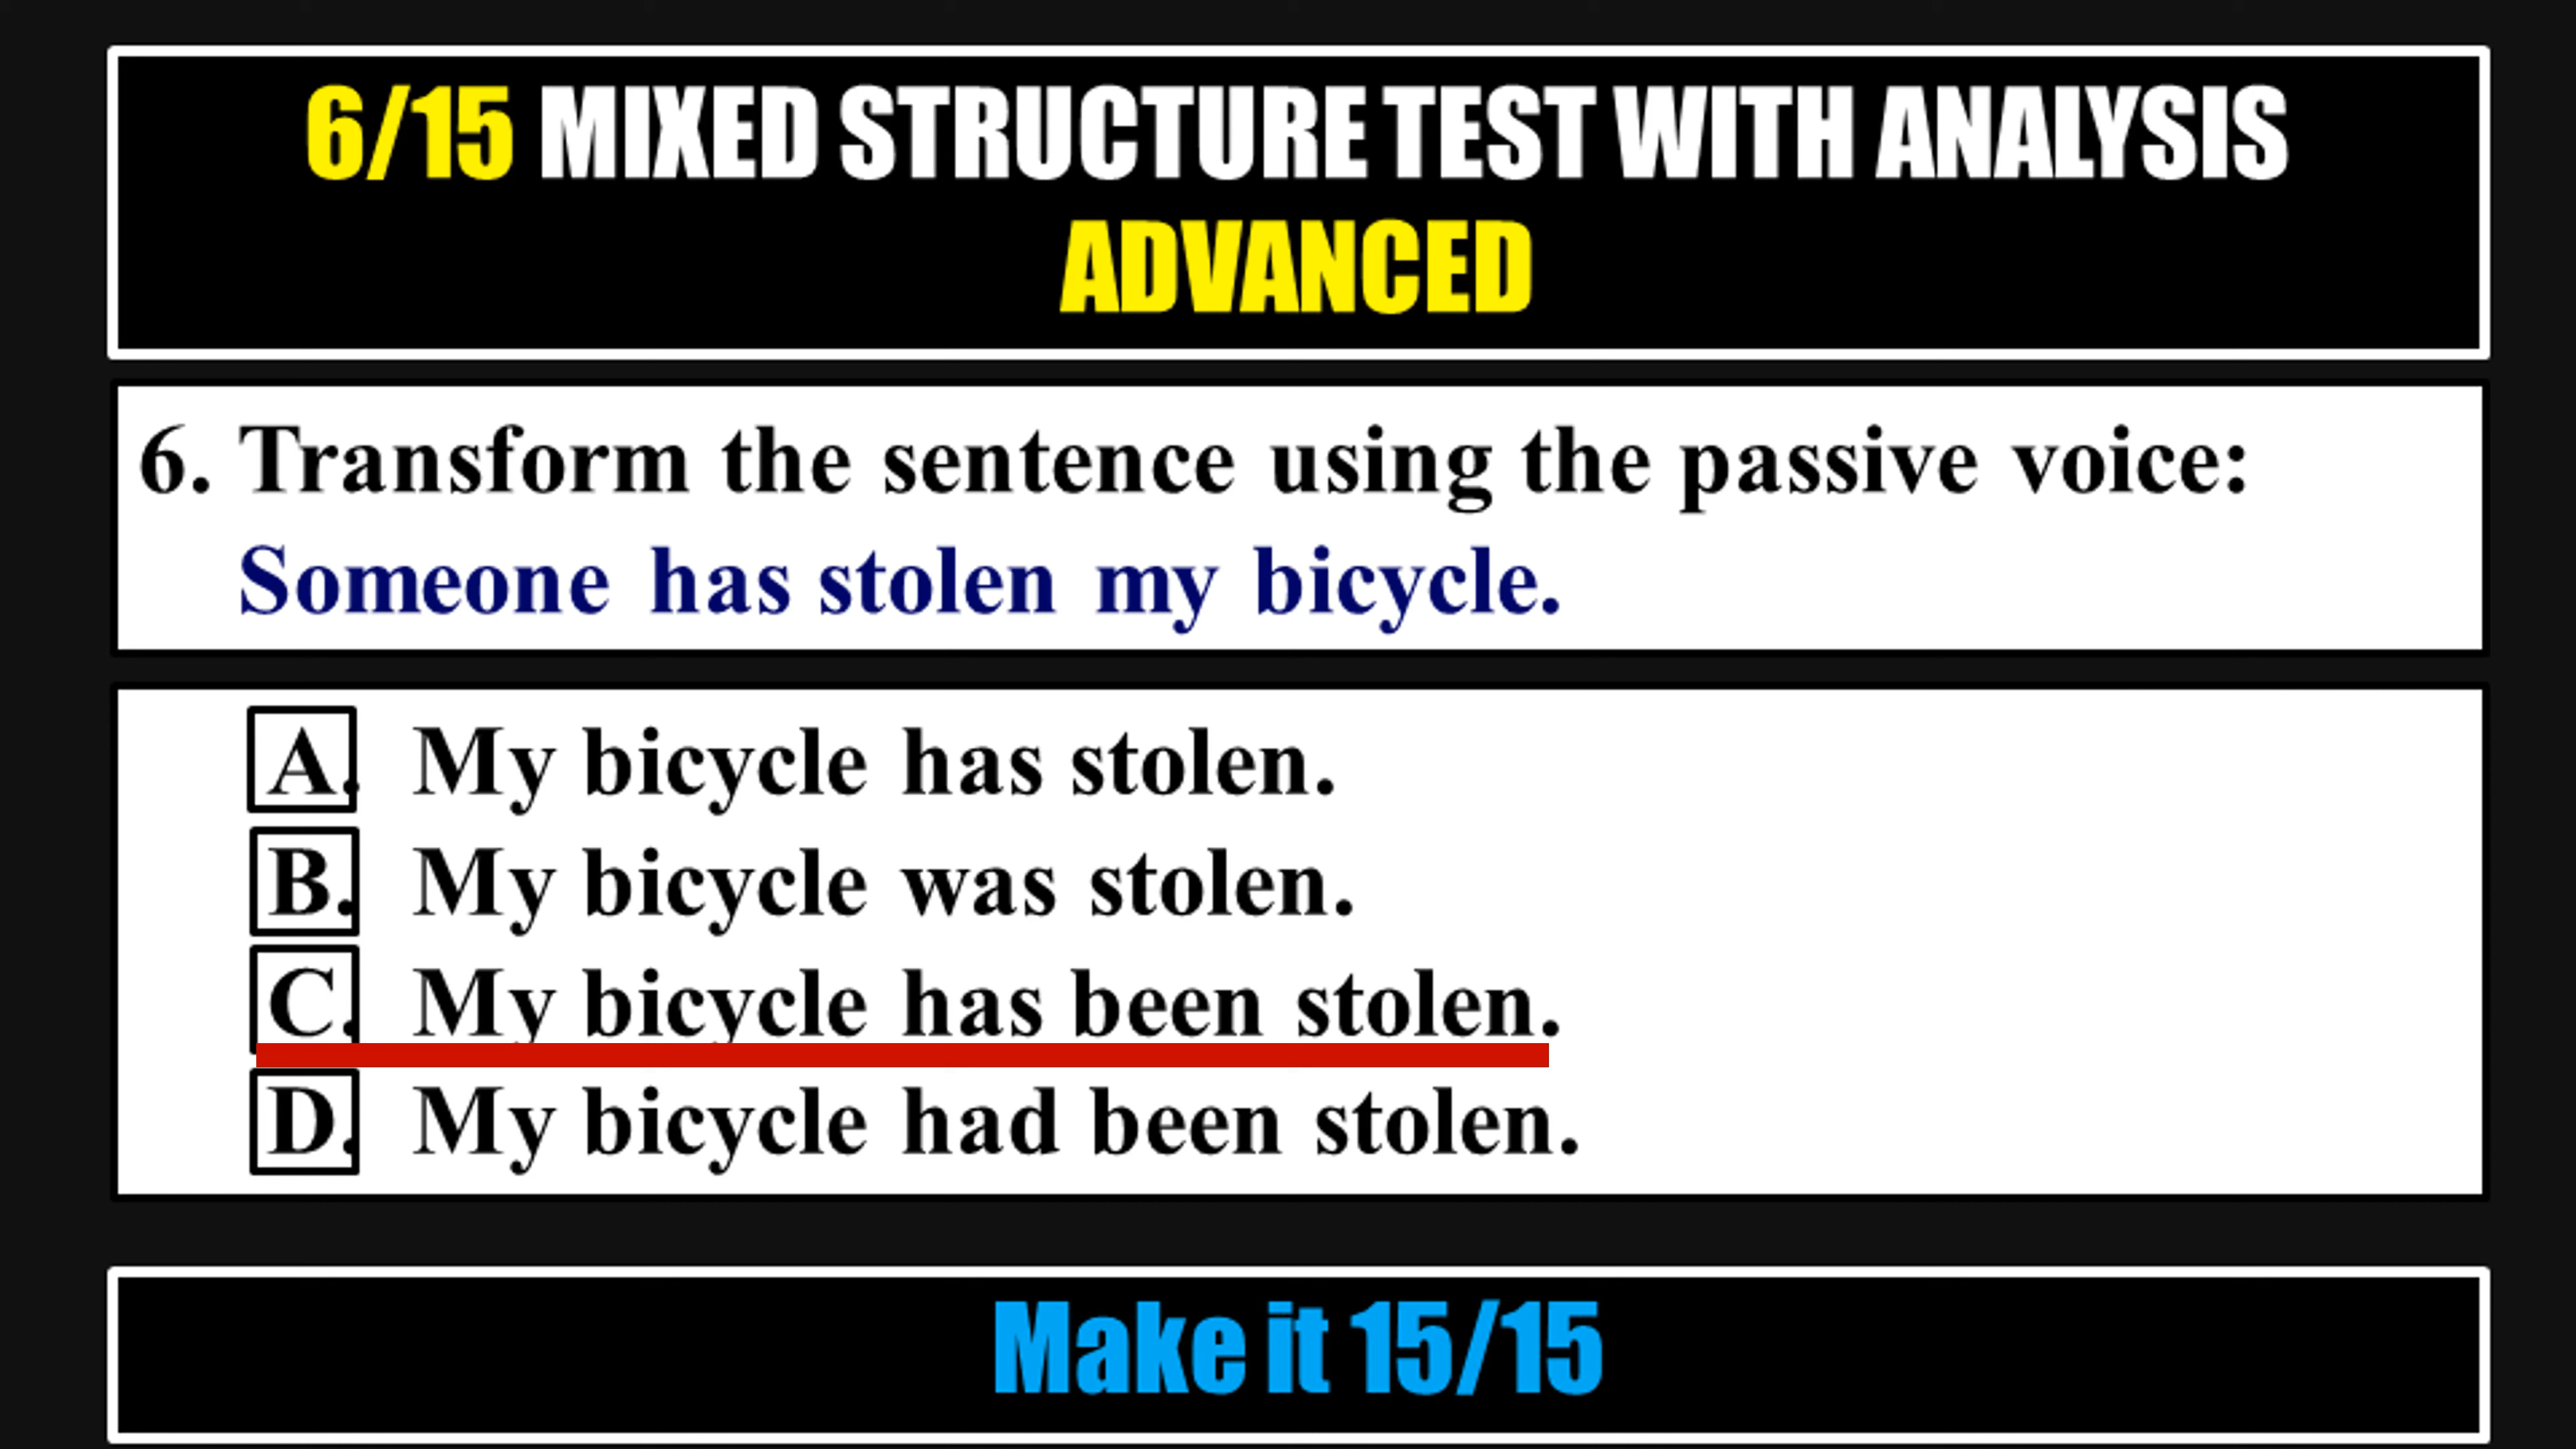 6/15 MIXED STRUCTURE TEST WITH ANALYSIS
ADVANCED
6. Transform the sentence using the passive voice:
Someone has stolen my bicycle.
A. My bicycle has stolen.
B. My bicycle was stolen.
C. My bicycle has been stolen.
D. My bicycle had been stolen.
Make it 15/15